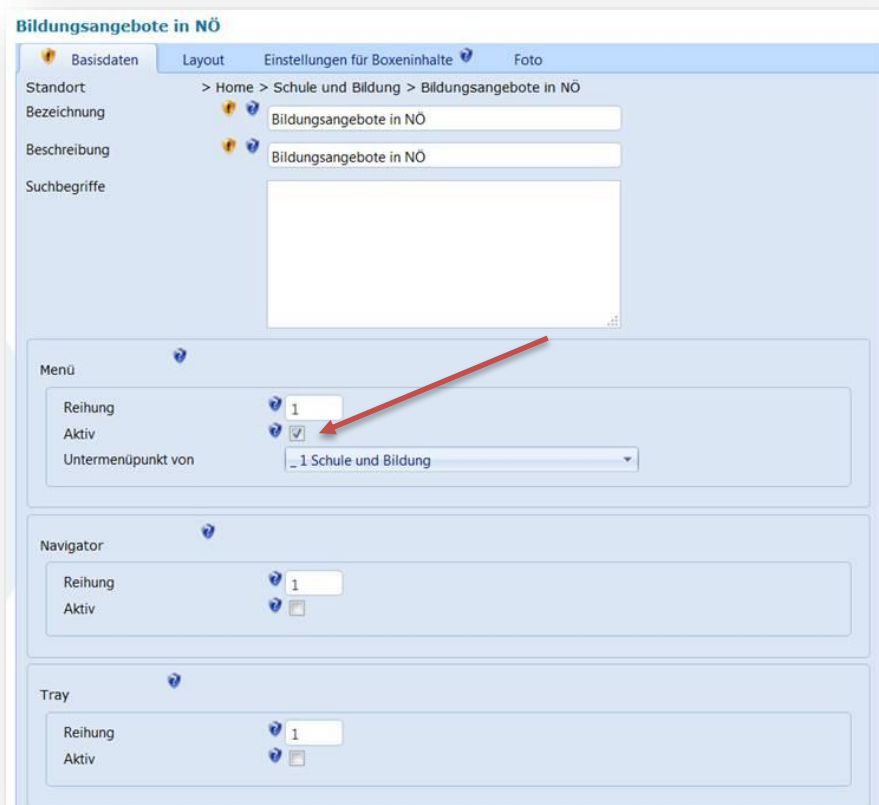 Bildungsangebote in NÖ
Basisdaten Layout Einstellungen für Boxeninhalte Foto
Standort > Home > Schule und Bildung > Bildungsangebote in NÖ
Bezeichnung Bildungsangebote in NÖ
Beschreibung Bildungsangebote in NÖ
Suchbegriffe
Menü
Reihung 1
Aktiv
Untermenüpunkt von _ 1 Schule und Bildung
Navigator
Reihung 1
Aktiv
Tray
Reihung 1
Aktiv